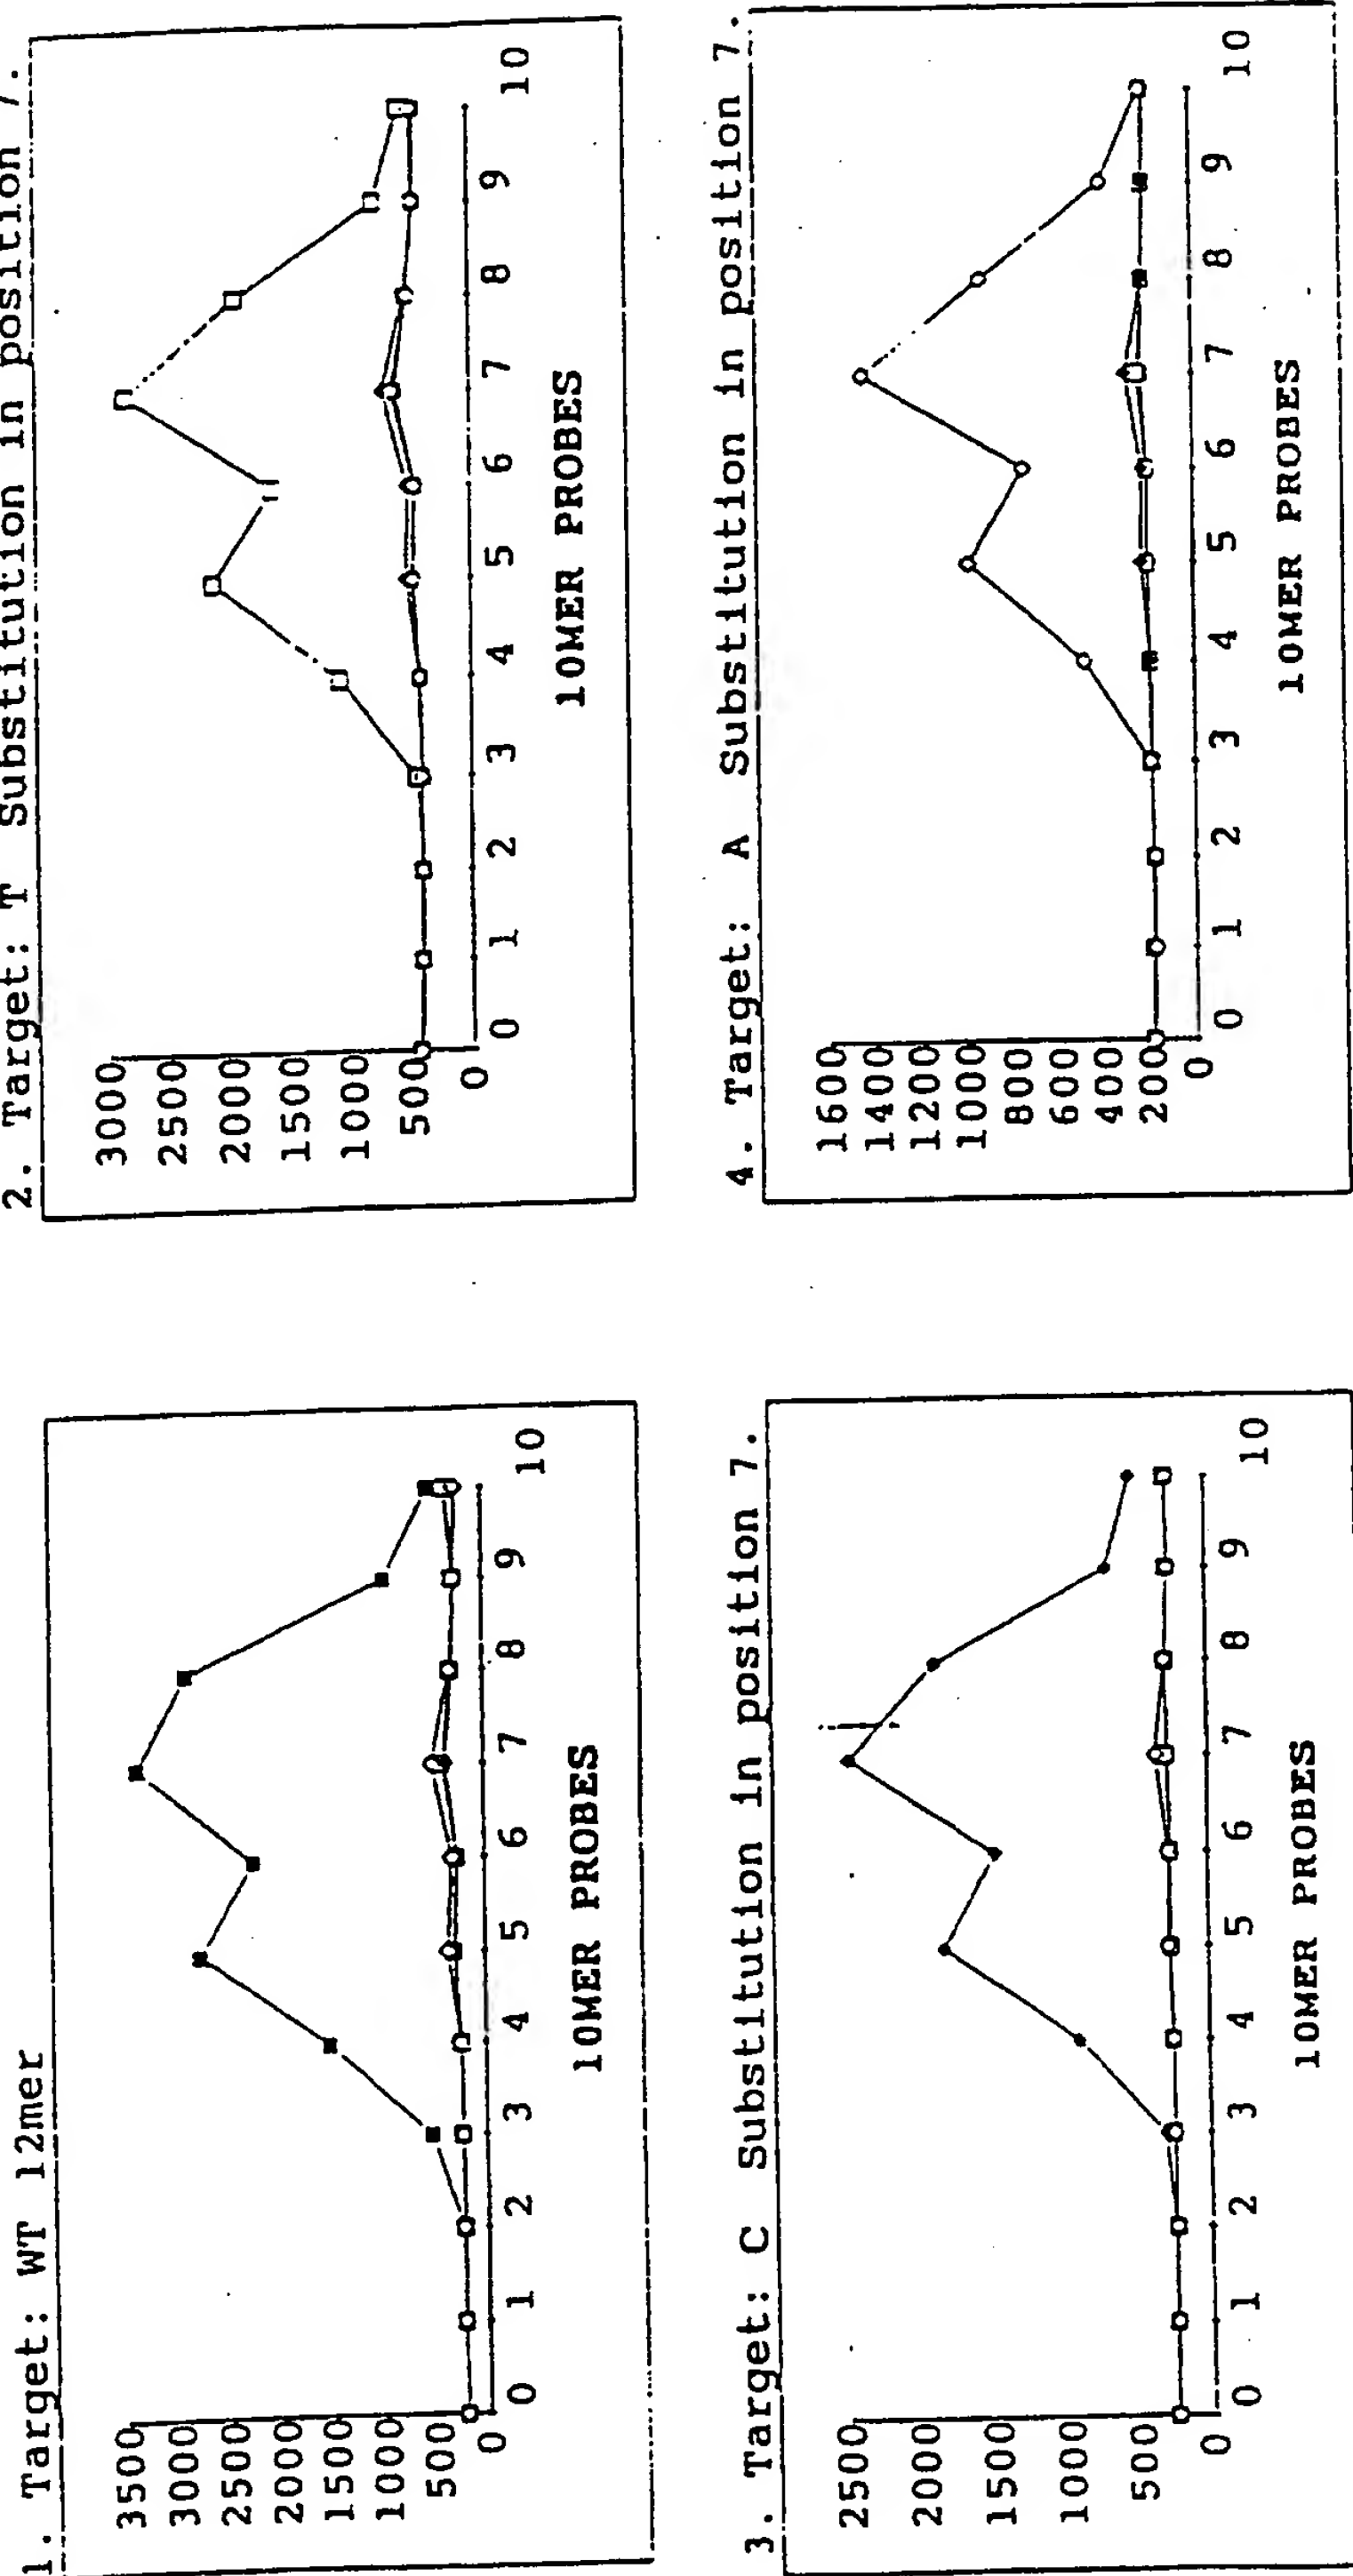 1. Target: WT 12mer
3500
3000
2500
2000
1500
1000
500
0
0 1 2 3 4 5 6 7 8 9 10
10MER PROBES
2. Target: T Substitution in position 7.
3000
2500
2000
1500
1000
500
0
0 1 2 3 4 5 6 7 8 9 10
10MER PROBES
3. Target: C Substitution in position 7.
2500
2000
1500
1000
500
0
0 1 2 3 4 5 6 7 8 9 10
10MER PROBES
4. Target: A Substitution in position 7.
1600
1400
1200
1000
800
600
400
200
0
0 1 2 3 4 5 6 7 8 9 10
10MER PROBES